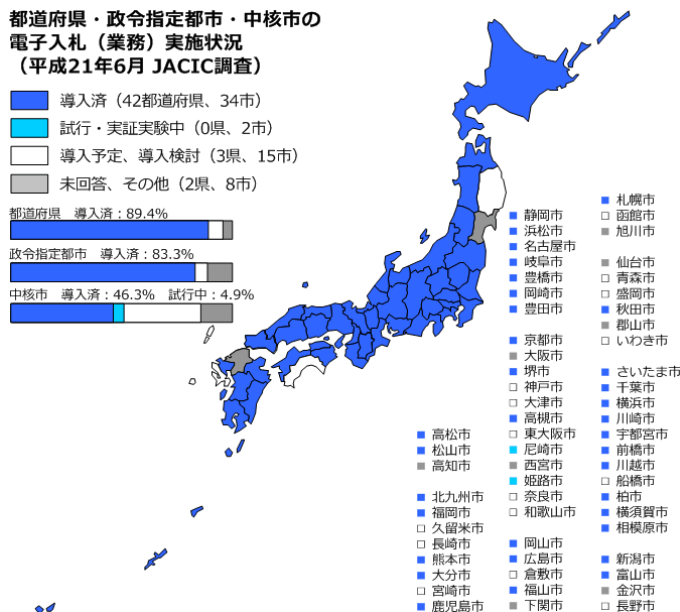 都道府県・政令指定都市・中核市の
電子入札（業務）実施状況
（平成21年6月 JACIC調査）
導入済（42都道府県、34市）
試行・実証実験中（0県、2市）
導入予定、導入検討（3県、15市）
未回答、その他（2県、8市）
都道府県　導入済：89.4%
政令指定都市　導入済：83.3%
中核市　導入済：46.3%　試行中：4.9%
札幌市
函館市
旭川市
仙台市
青森市
盛岡市
秋田市
郡山市
いわき市
さいたま市
千葉市
横浜市
川崎市
宇都宮市
前橋市
川越市
船橋市
柏市
横須賀市
相模原市
新潟市
富山市
金沢市
長野市
静岡市
浜松市
名古屋市
岐阜市
豊橋市
岡崎市
豊田市
京都市
大阪市
堺市
神戸市
大津市
高槻市
東大阪市
尼崎市
西宮市
姫路市
奈良市
和歌山市
岡山市
広島市
倉敷市
福山市
下関市
高松市
松山市
高知市
北九州市
福岡市
久留米市
長崎市
熊本市
大分市
宮崎市
鹿児島市